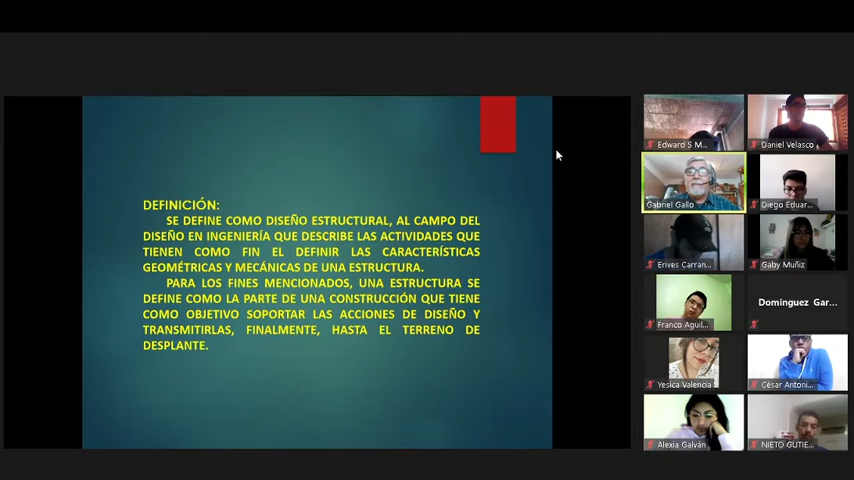 DEFINICIÓN:
SE DEFINE COMO DISEÑO ESTRUCTURAL, AL CAMPO DEL
DISEÑO EN INGENIERÍA QUE DESCRIBE LAS ACTIVIDADES QUE
TIENEN COMO FIN EL DEFINIR LAS CARACTERÍSTICAS
GEOMÉTRICAS Y MECÁNICAS DE UNA ESTRUCTURA.
PARA LOS FINES MENCIONADOS, UNA ESTRUCTURA SE
DEFINE COMO LA PARTE DE UNA CONSTRUCCIÓN QUE TIENE
COMO OBJETIVO SOPORTAR LAS ACCIONES DE DISEÑO Y
TRANSMITIRLAS, FINALMENTE, HASTA EL TERRENO DE
DESPLANTE.
Edward S M...
Daniel Velasco
Gabriel Gallo
Diego Eduar...
Erives Carran...
Gaby Muñiz
Franco Aguil...
Dominguez Gar...
Yesica Valencia
César Antoni...
Alexia Galván
NIETO GUTIE...